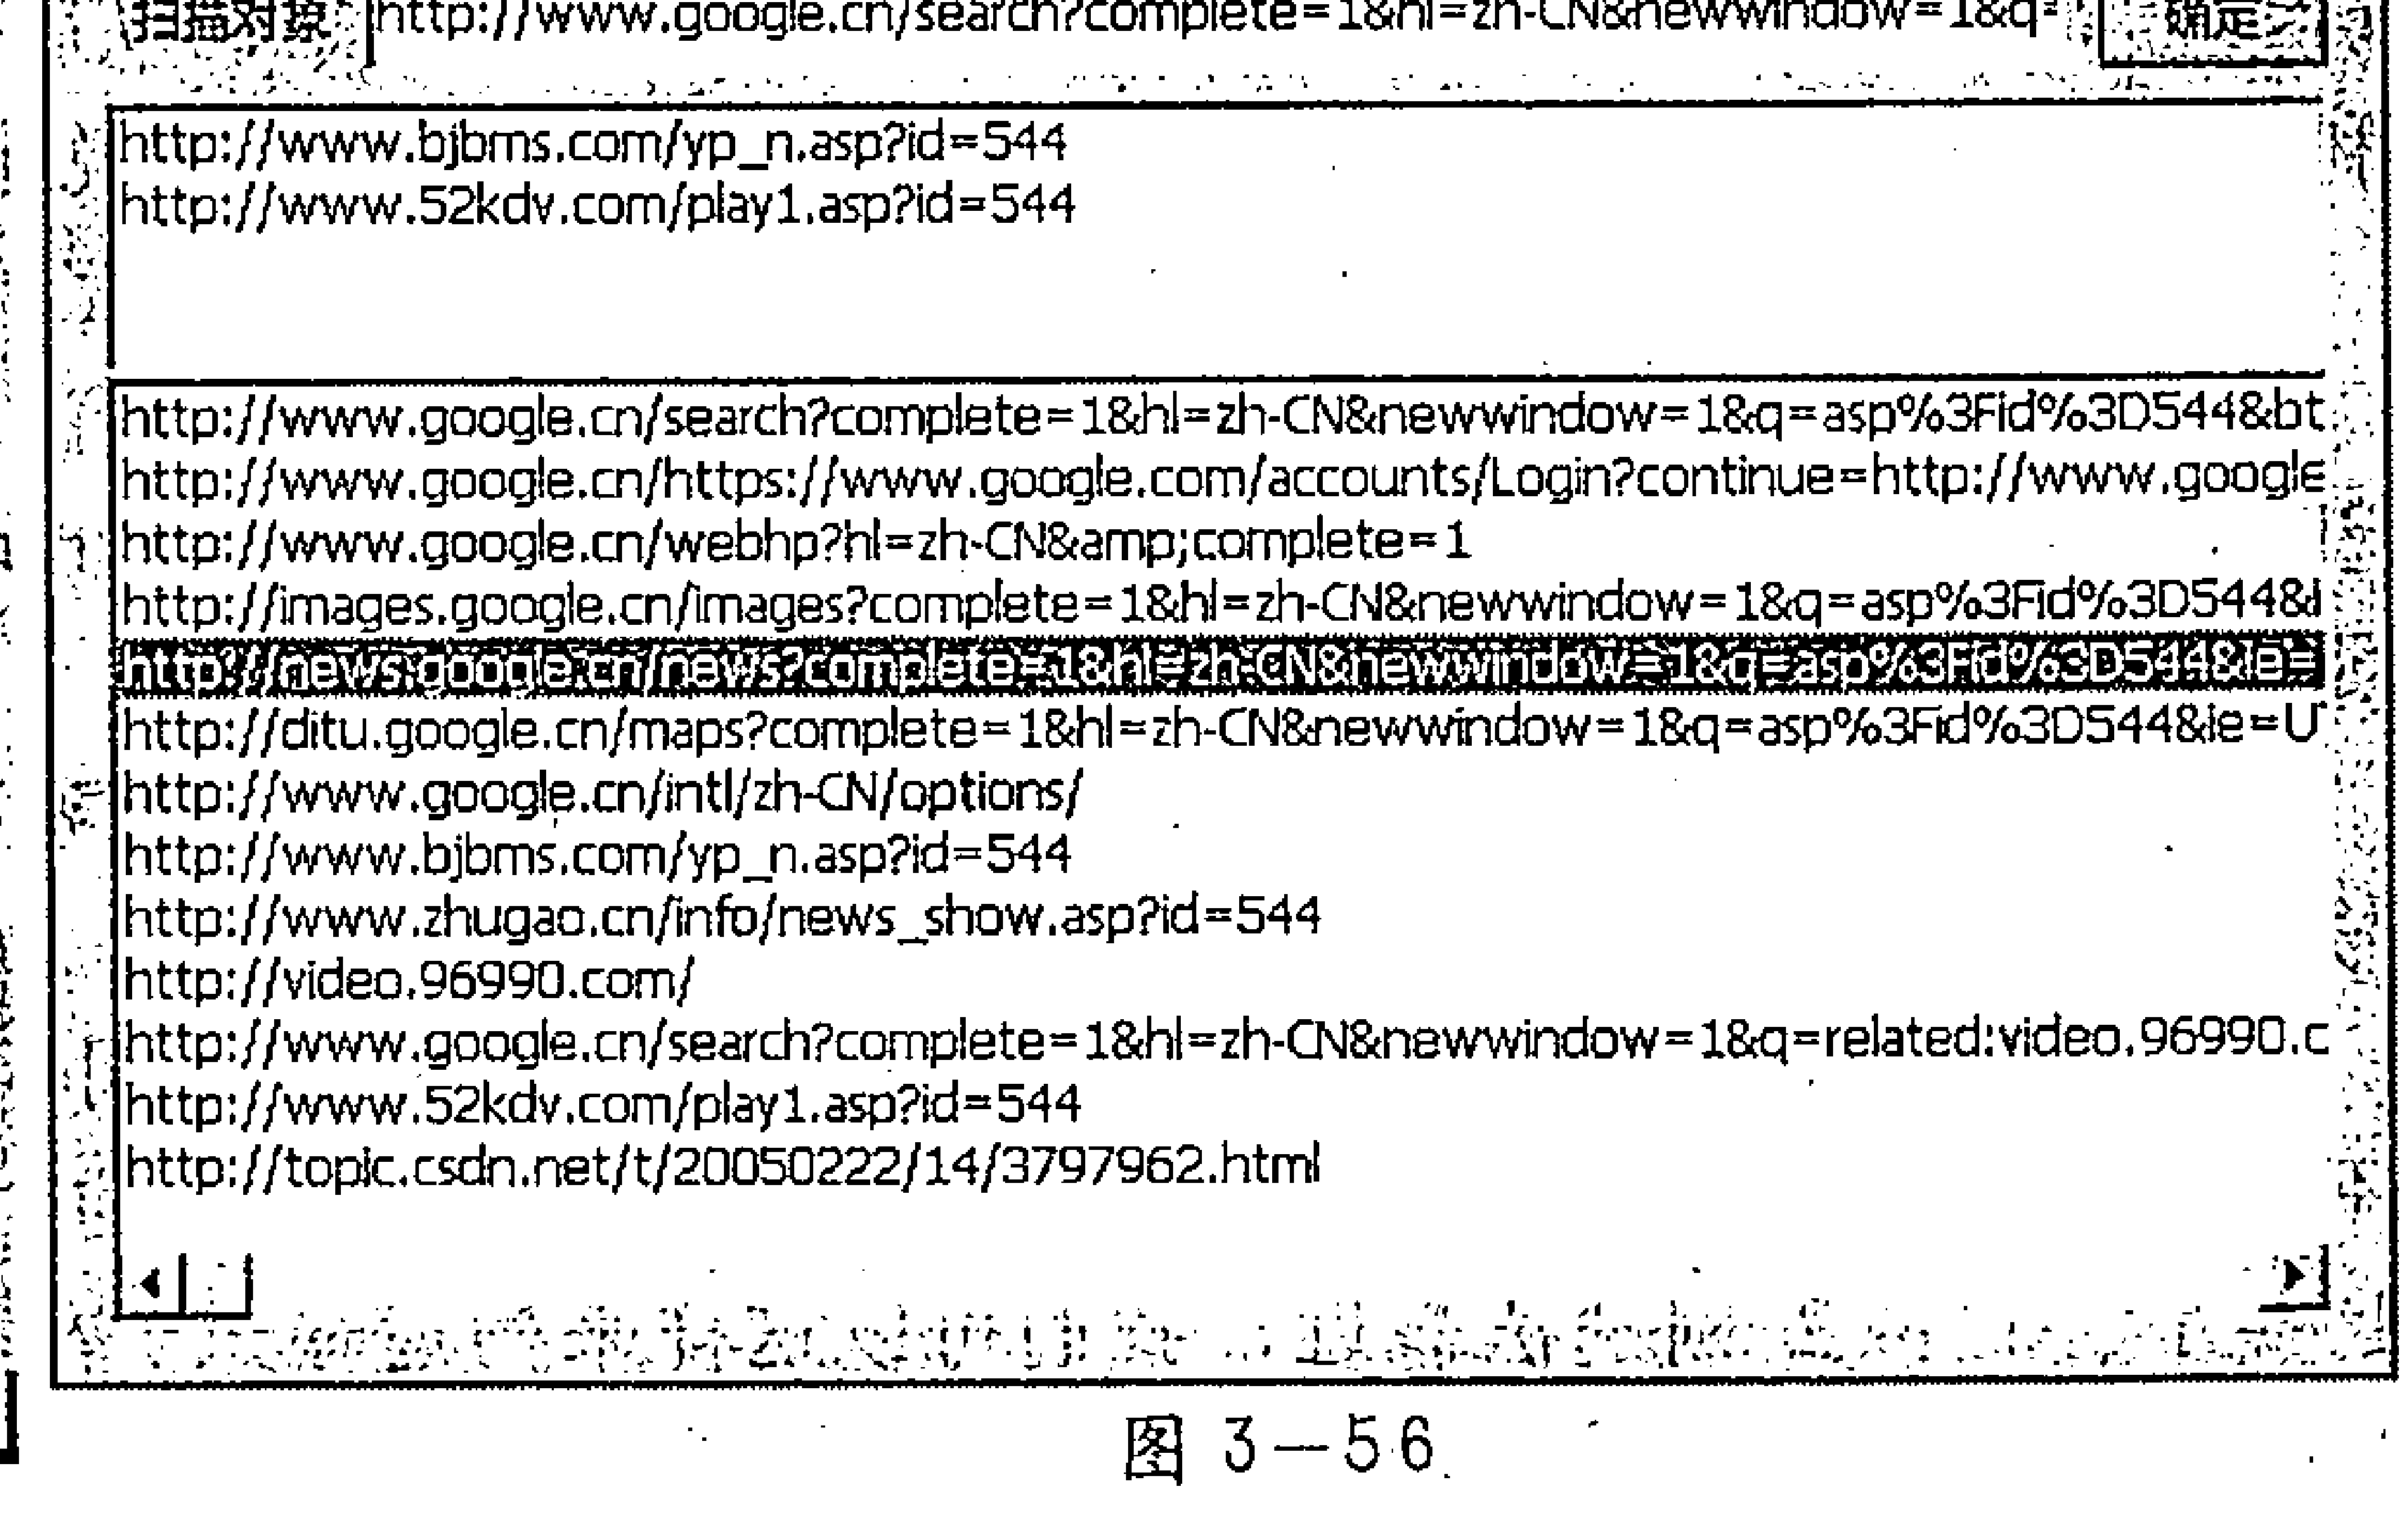 扫描对象 http://www.google.cn/search?complete=1&hl=zh-CN&newwindow=1&q= 确定
http://www.bjbms.com/yp_n.asp?id=544
http://www.52kdv.com/play1.asp?id=544
http://www.google.cn/search?complete=1&hl=zh-CN&newwindow=1&q=asp%3Fid%3D544&bt
http://www.google.cn/https://www.google.com/accounts/Login?continue=http://www.google
http://www.google.cn/webhp?hl=zh-CN&amp;complete=1
http://images.google.cn/images?complete=1&hl=zh-CN&newwindow=1&q=asp%3Fid%3D544&i
http://news.google.cn/news?complete=1&hl=zh-CN&newwindow=1&q=asp%3Fid%3D544&ie=
http://ditu.google.cn/maps?complete=1&hl=zh-CN&newwindow=1&q=asp%3Fid%3D544&ie=U
http://www.google.cn/intl/zh-CN/options/
http://www.bjbms.com/yp_n.asp?id=544
http://www.zhugao.cn/info/news_show.asp?id=544
http://video.96990.com/
http://www.google.cn/search?complete=1&hl=zh-CN&newwindow=1&q=related:video.96990.c
http://www.52kdv.com/play1.asp?id=544
http://topic.csdn.net/t/20050222/14/3797962.html
图 3－56